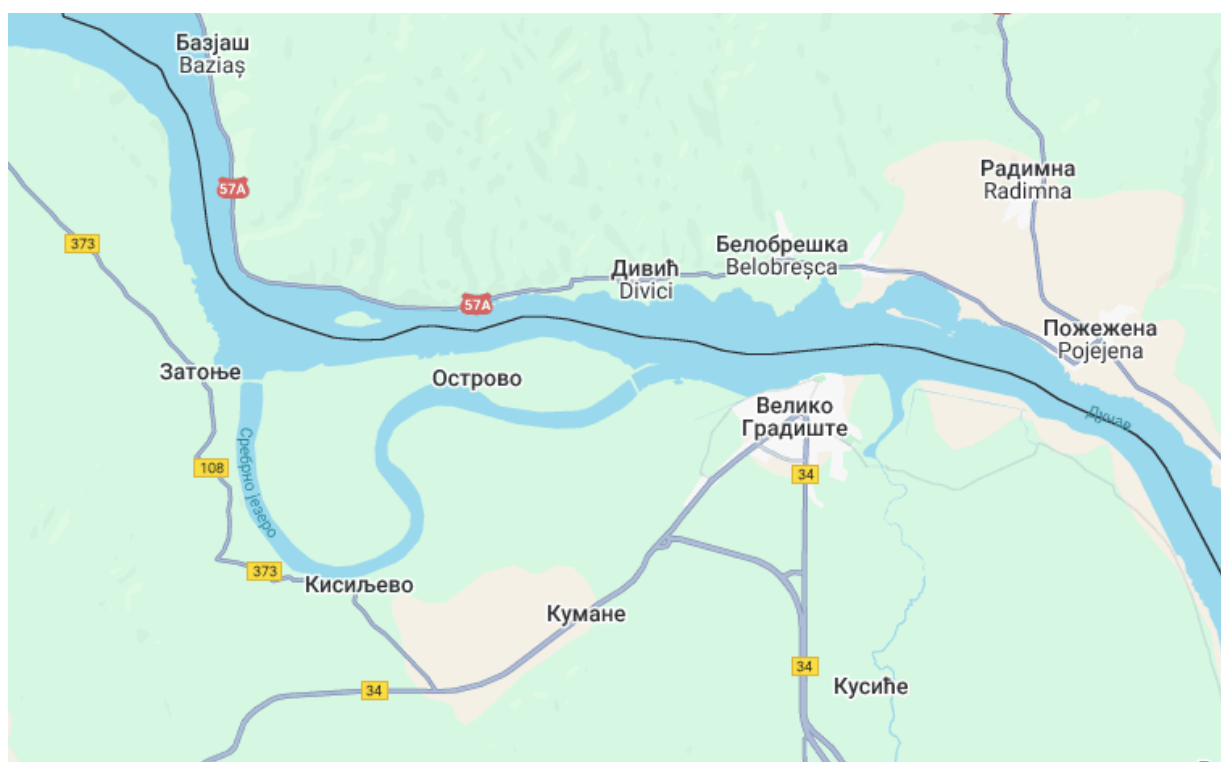 Базјаш
Baziaș
57A
Радимна
Radimna
373
Белобрешка
Belobreșca
Дивић
Divici
57A
Пожежена
Pojejena
Затоње
Острово
Велико
Градиште
Дунав
Сребрно језеро
108
34
373
Кисиљево
Кумане
34
Кусиће
34